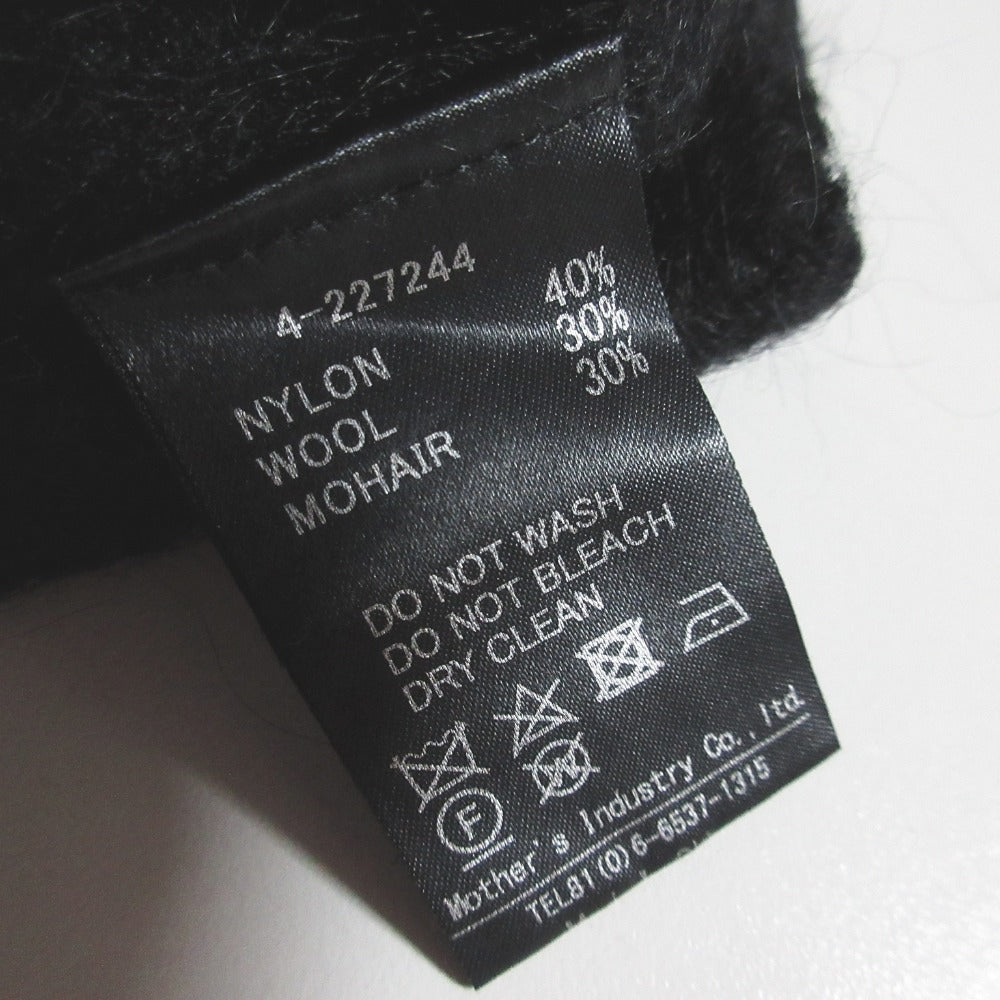 4-227244
NYLON 40%
WOOL 30%
MOHAIR 30%
DO NOT WASH
DO NOT BLEACH
DRY CLEAN
F W
Mother's Industry Co.,ltd.
TEL81(0)6-6537-1315